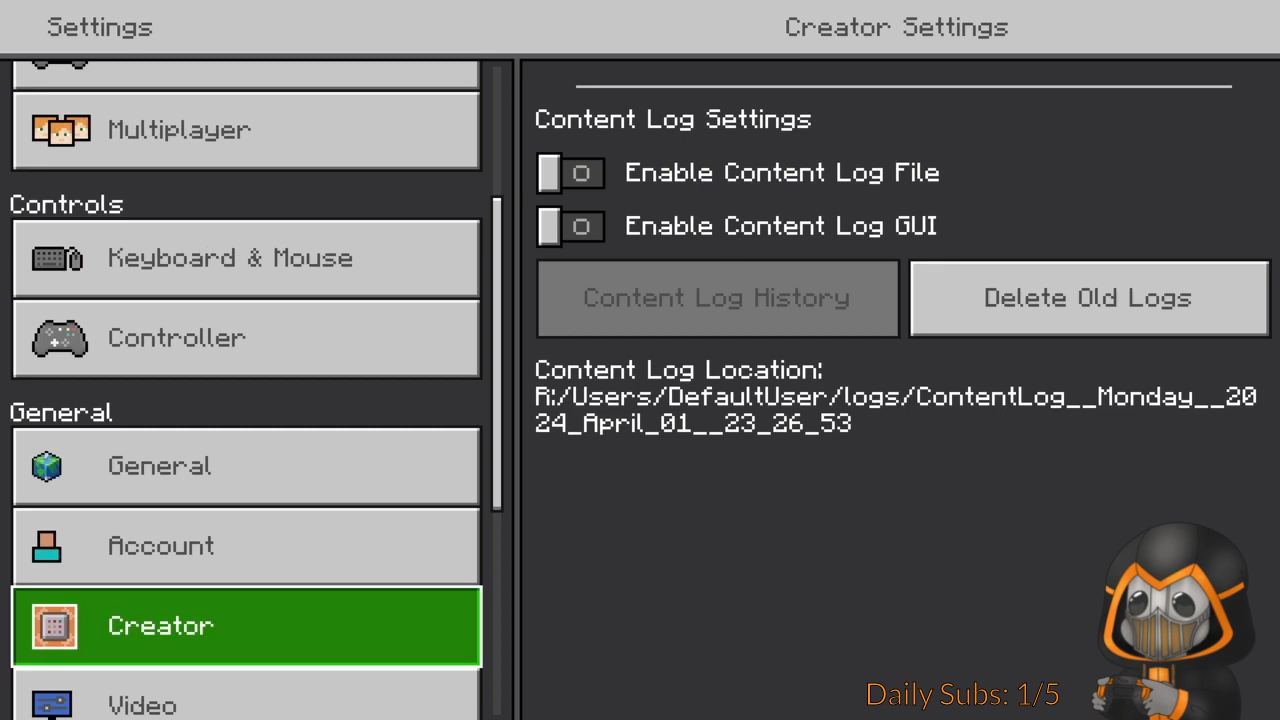 Settings
Creator Settings
Multiplayer
Controls
Keyboard & Mouse
Controller
General
General
Account
Creator
Video
Content Log Settings
Enable Content Log File
Enable Content Log GUI
Content Log History
Delete Old Logs
Content Log Location:
R:/Users/DefaultUser/logs/ContentLog__Monday__20
24_April_01__23_26_53
Daily Subs: 1/5